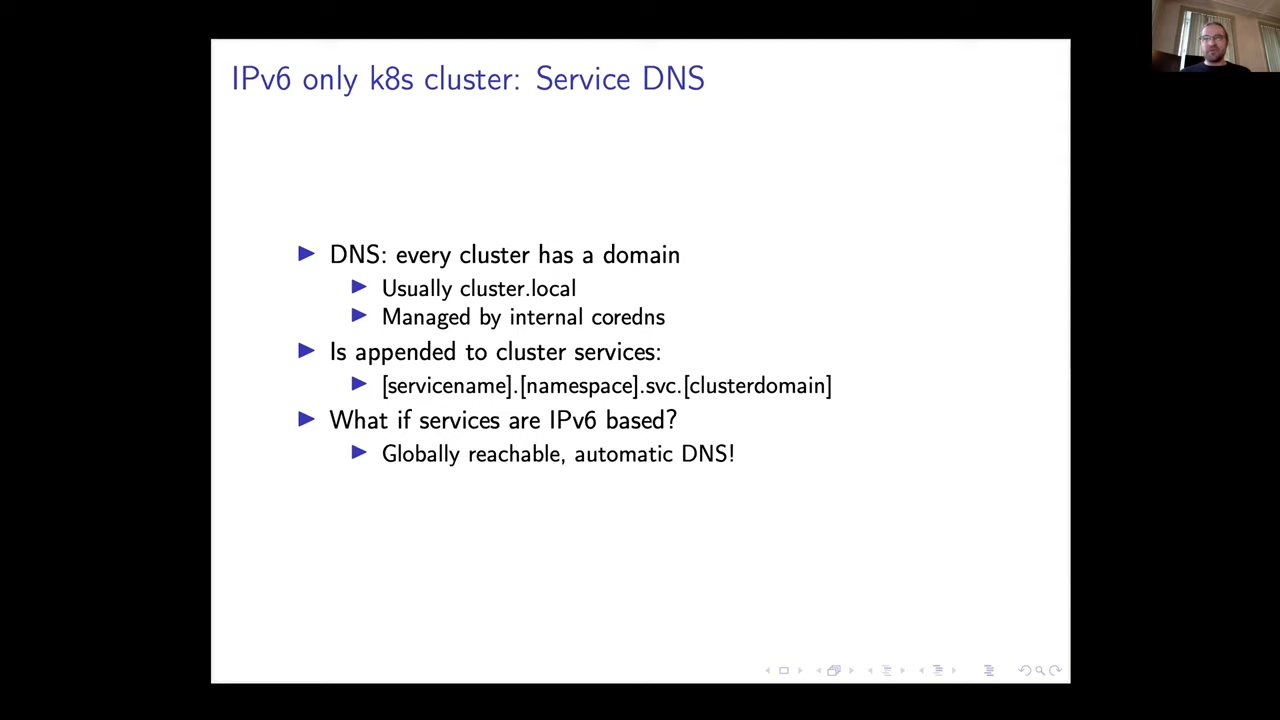 IPv6 only k8s cluster: Service DNS
DNS: every cluster has a domain
Usually cluster.local
Managed by internal coredns
Is appended to cluster services:
[servicename].[namespace].svc.[clusterdomain]
What if services are IPv6 based?
Globally reachable, automatic DNS!